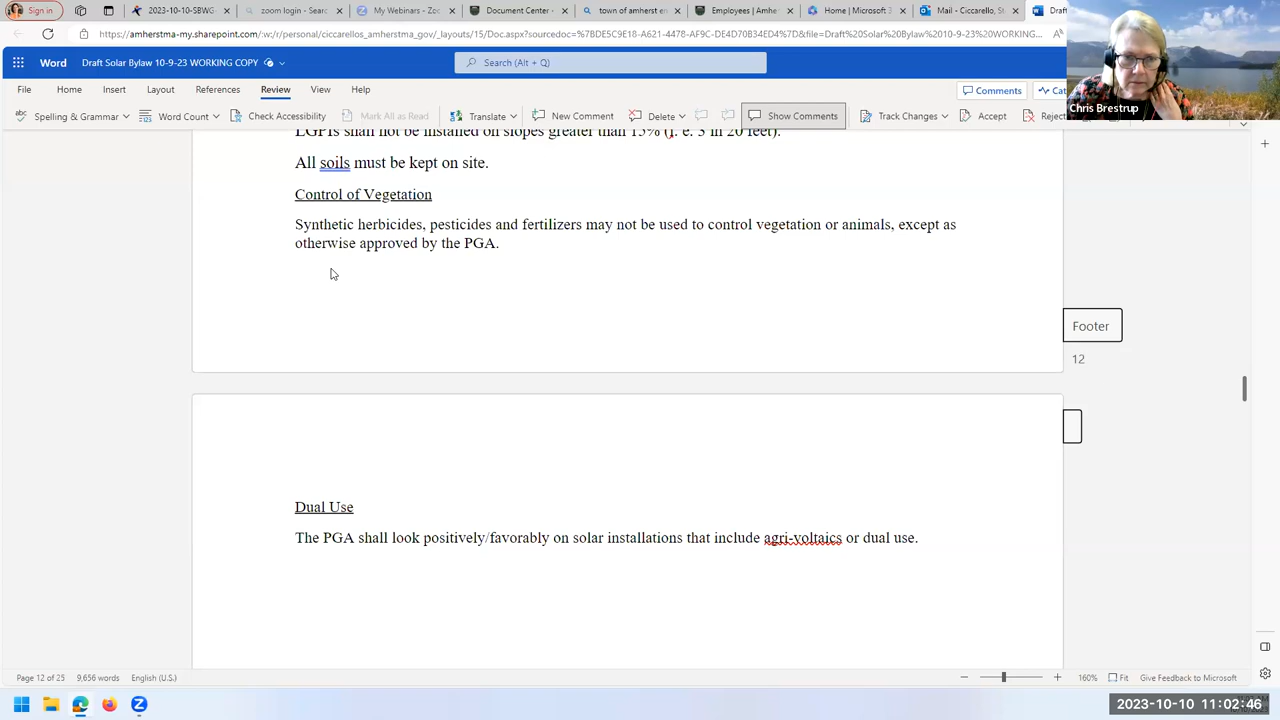 Sign in
2023-10-10-SBWG
zoom login - Searc
My Webinars - Zoc
Document Center -
town of amherst en
Employees | Amhe
Home | Microsoft 3
Mail - Ciccarello, St
Draf
https://amherstma-my.sharepoint.com/:w:/r/personal/ciccarellos_amherstma_gov/_layouts/15/Doc.aspx?sourcedoc=%7BDE5C9E18-A621-4478-AF9C-DE4D70B34ED4%7D&file=Draft%20Solar%20Bylaw%2010-9-23%20WORKING...
Word
Draft Solar Bylaw 10-9-23 WORKING COPY
Search (Alt + Q)
File
Home
Insert
Layout
References
Review
View
Help
Comments
Cat
Chris Brestrup
Spelling & Grammar
Word Count
Check Accessibility
Mark All as Read
Translate
New Comment
Delete
Show Comments
Track Changes
Accept
Reject
LGPIs shall not be installed on slopes greater than 15% (i. e. 3 in 20 feet).
All soils must be kept on site.
Control of Vegetation
Synthetic herbicides, pesticides and fertilizers may not be used to control vegetation or animals, except as
otherwise approved by the PGA.
Footer
12
Dual Use
The PGA shall look positively/favorably on solar installations that include agri-voltaics or dual use.
Page 12 of 25
9,656 words
English (U.S.)
160%
Fit
Give Feedback to Microsoft
2023-10-10 11:02:46